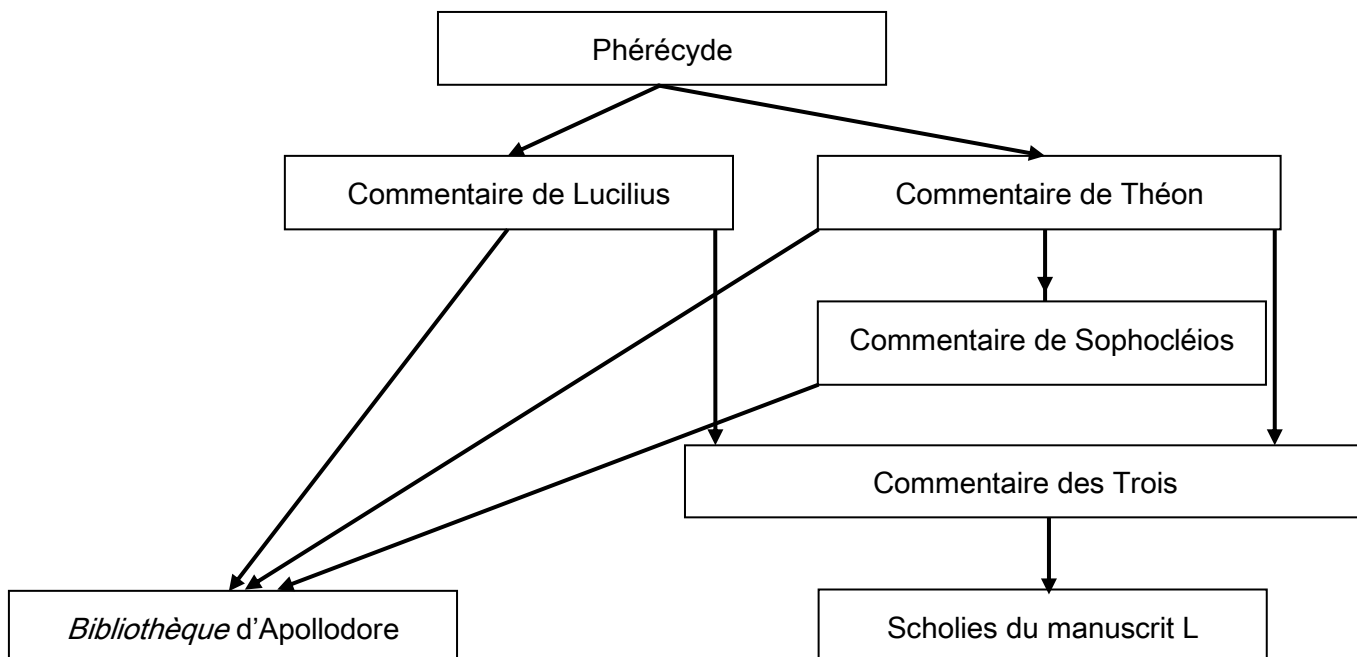 Phérécyde
Commentaire de Lucilius
Commentaire de Théon
Commentaire de Sophocléios
Commentaire des Trois
Bibliothèque d'Apollodore
Scholies du manuscrit L